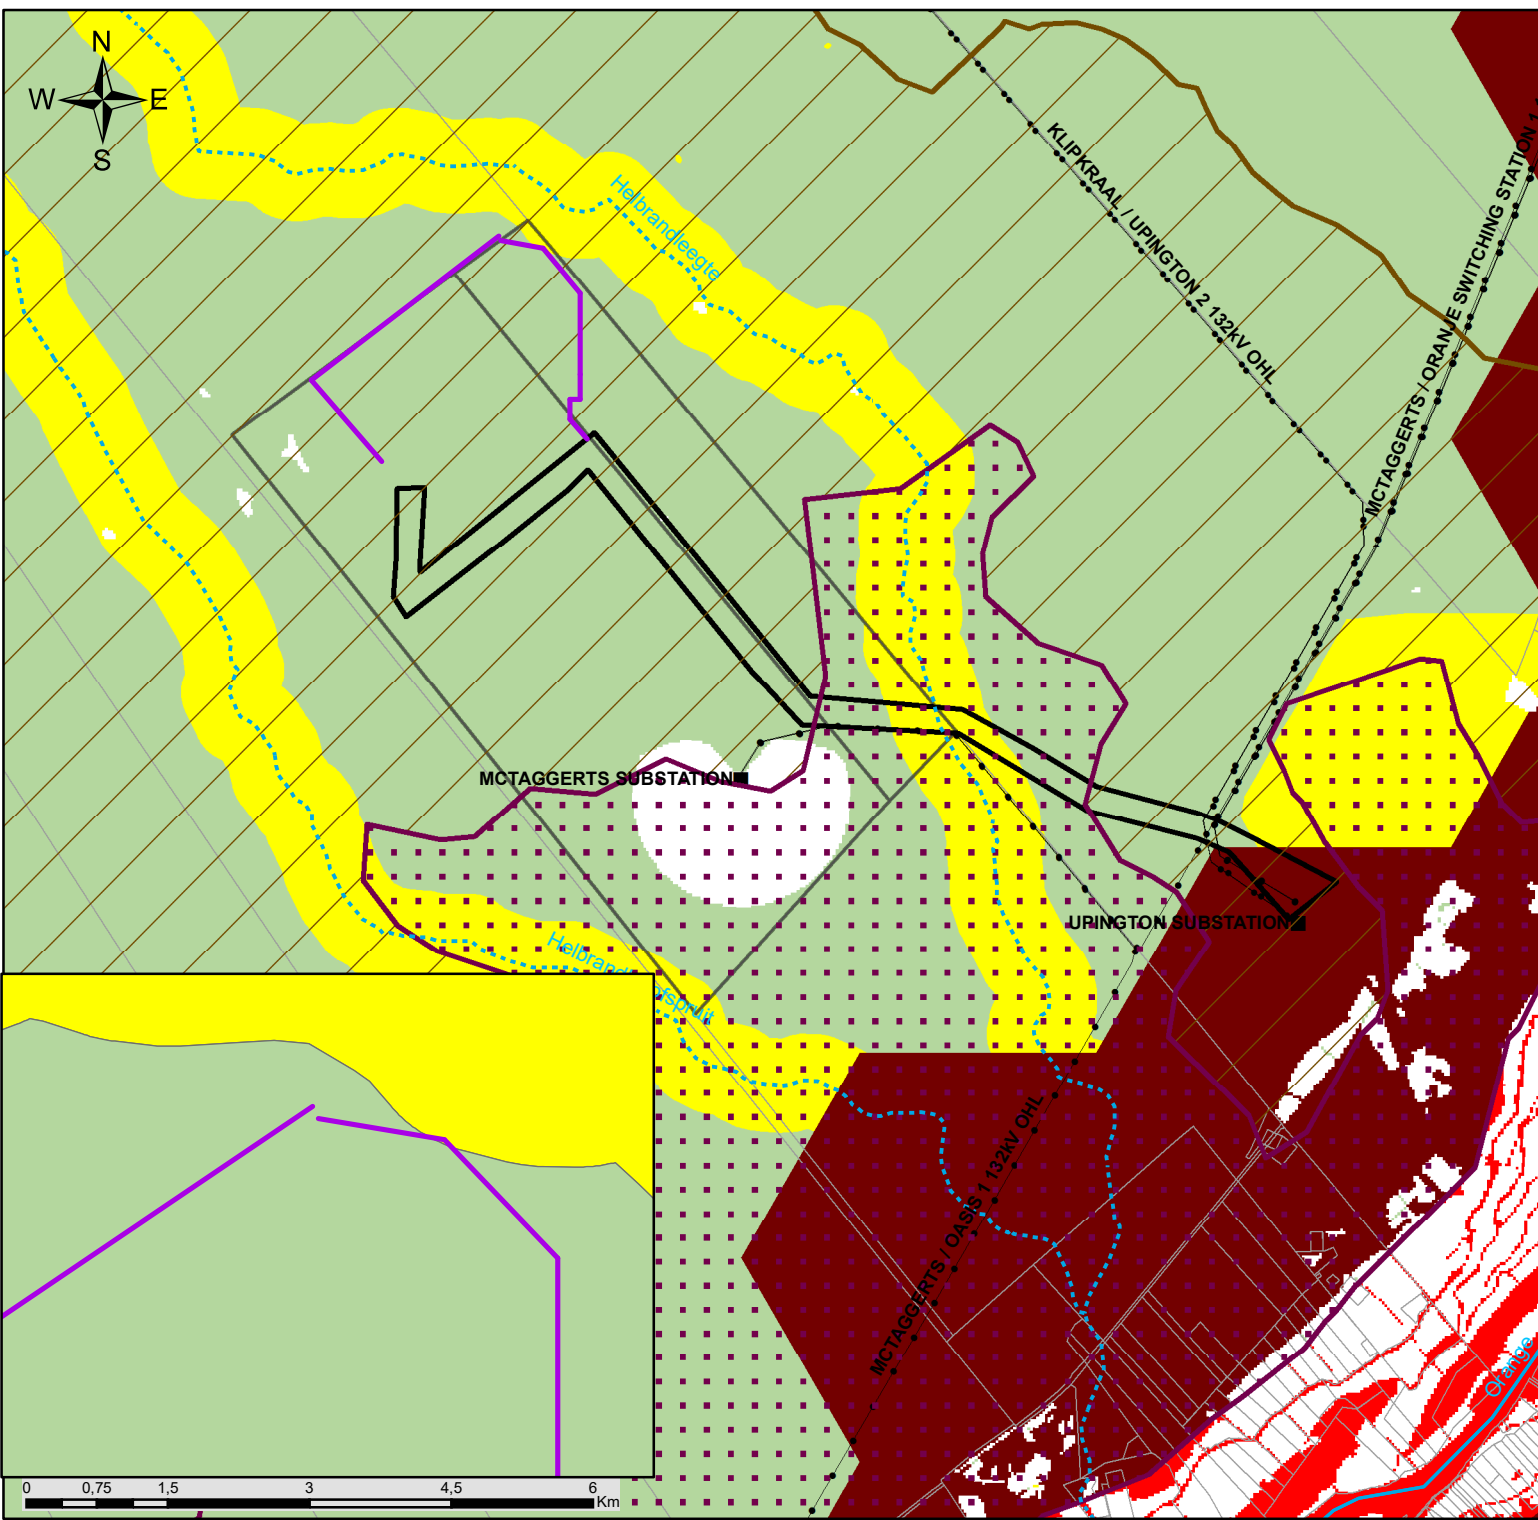 N
W E
S
Helbrandleegte
KLIPKRAAL / UPINGTON 2 132kV OHL
MCTAGGERTS / ORANJE SWITCHING STATION 1
MCTAGGERTS SUBSTATION
UPINGTON SUBSTATION
MCTAGGERTS / OASIS 1 132kV OHL
Orange
0 0,75 1,5 3 4,5 6
Km